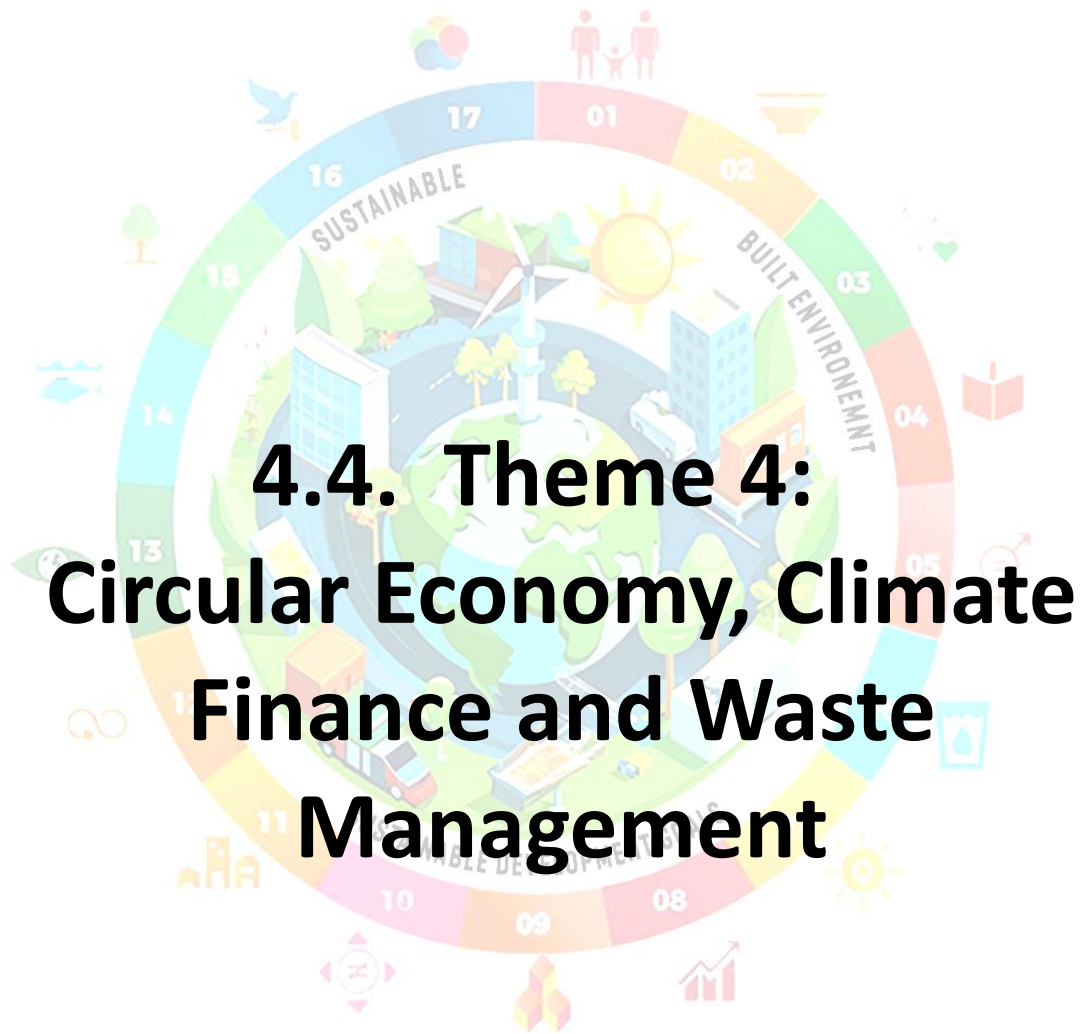 17
01
16
02
SUSTAINABLE
BUILT ENVIRONEMNT
15
03
14
04
4.4. Theme 4:
13
05
Circular Economy, Climate
Finance and Waste
11
Management
10
08
09